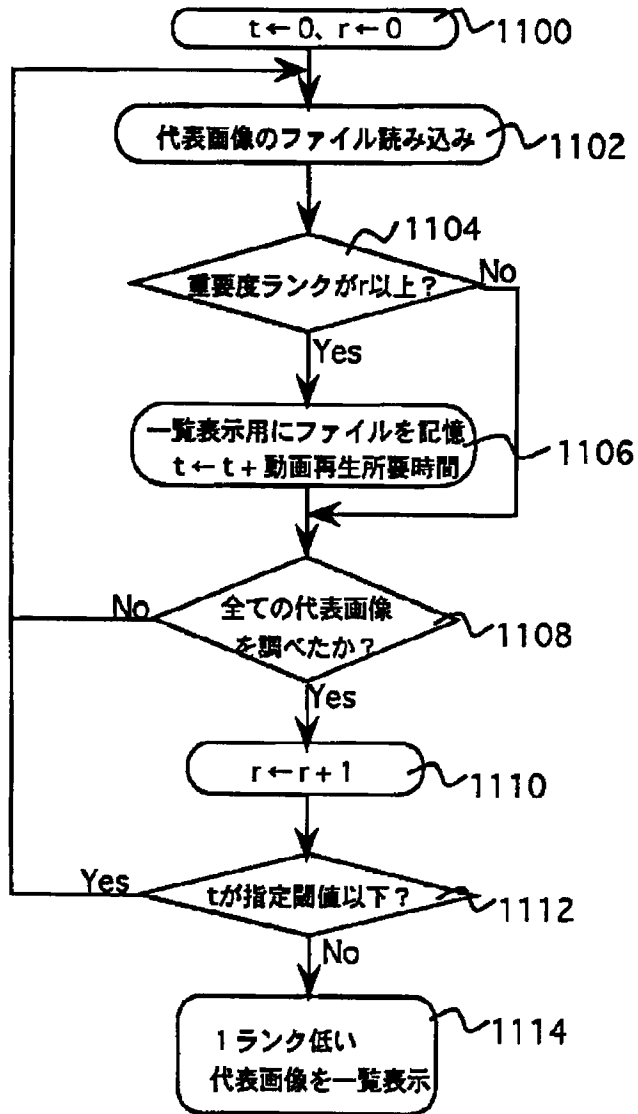 t←0、r←0
1100
代表画像のファイル読み込み
1102
1104
重要度ランクがr以上？
No
Yes
一覧表示用にファイルを記憶
t←t+動画再生所要時間
1106
全ての代表画像
を調べたか？
No
1108
Yes
r←r+1
1110
Yes
tが指定閾値以下？
1112
No
1ランク低い
代表画像を一覧表示
1114